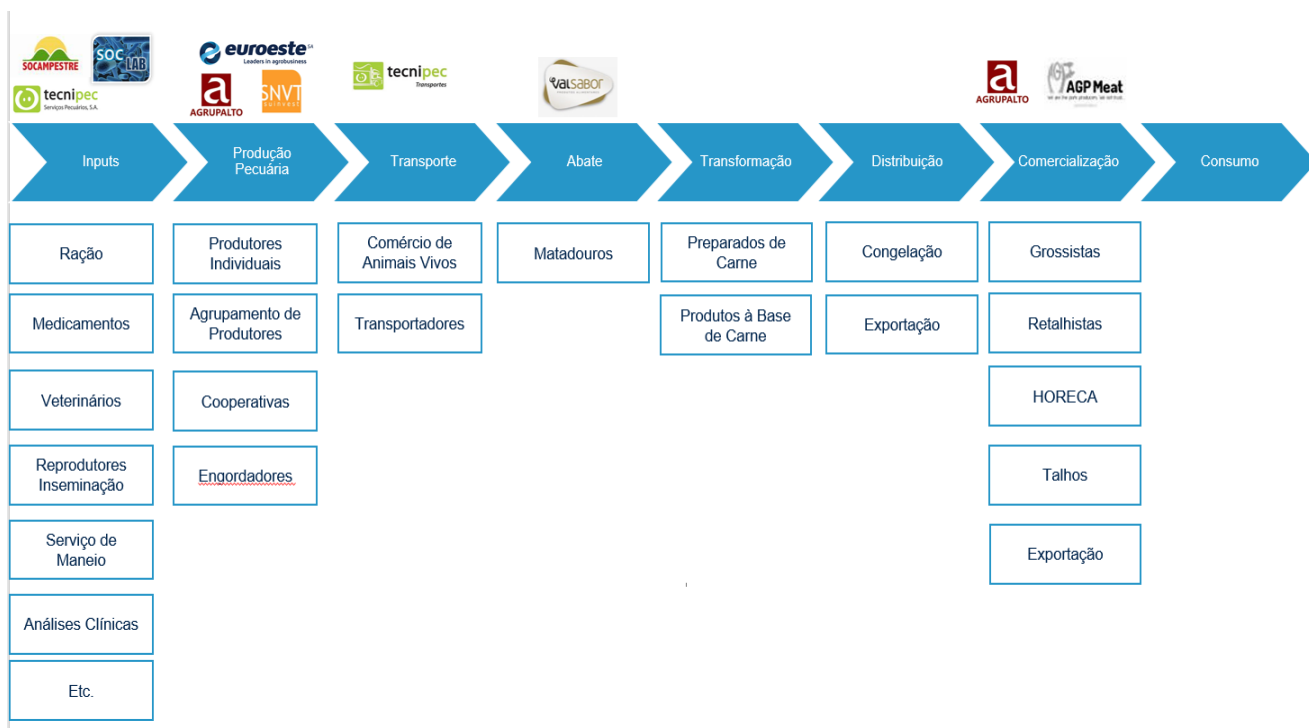 SOCAMPESTRE
SOC
LAB
tecnipec
Serviços Pecuários, S.A.
euroeste SA
Leaders in agrobusiness
a
AGRUPALTO
SNVT
suinvest
tecnipec
Transportes
valsabor
a
AGRUPALTO
AGP Meat
Inputs
Produção
Pecuária
Transporte
Abate
Transformação
Distribuição
Comercialização
Consumo
Ração
Produtores
Individuais
Comércio de
Animais Vivos
Matadouros
Preparados de
Carne
Congelação
Grossistas
Medicamentos
Agrupamento de
Produtores
Transportadores
Produtos à Base
de Carne
Exportação
Retalhistas
Veterinários
Cooperativas
HORECA
Reprodutores
Inseminação
Engordadores
Talhos
Serviço de
Maneio
Exportação
Análises Clínicas
Etc.